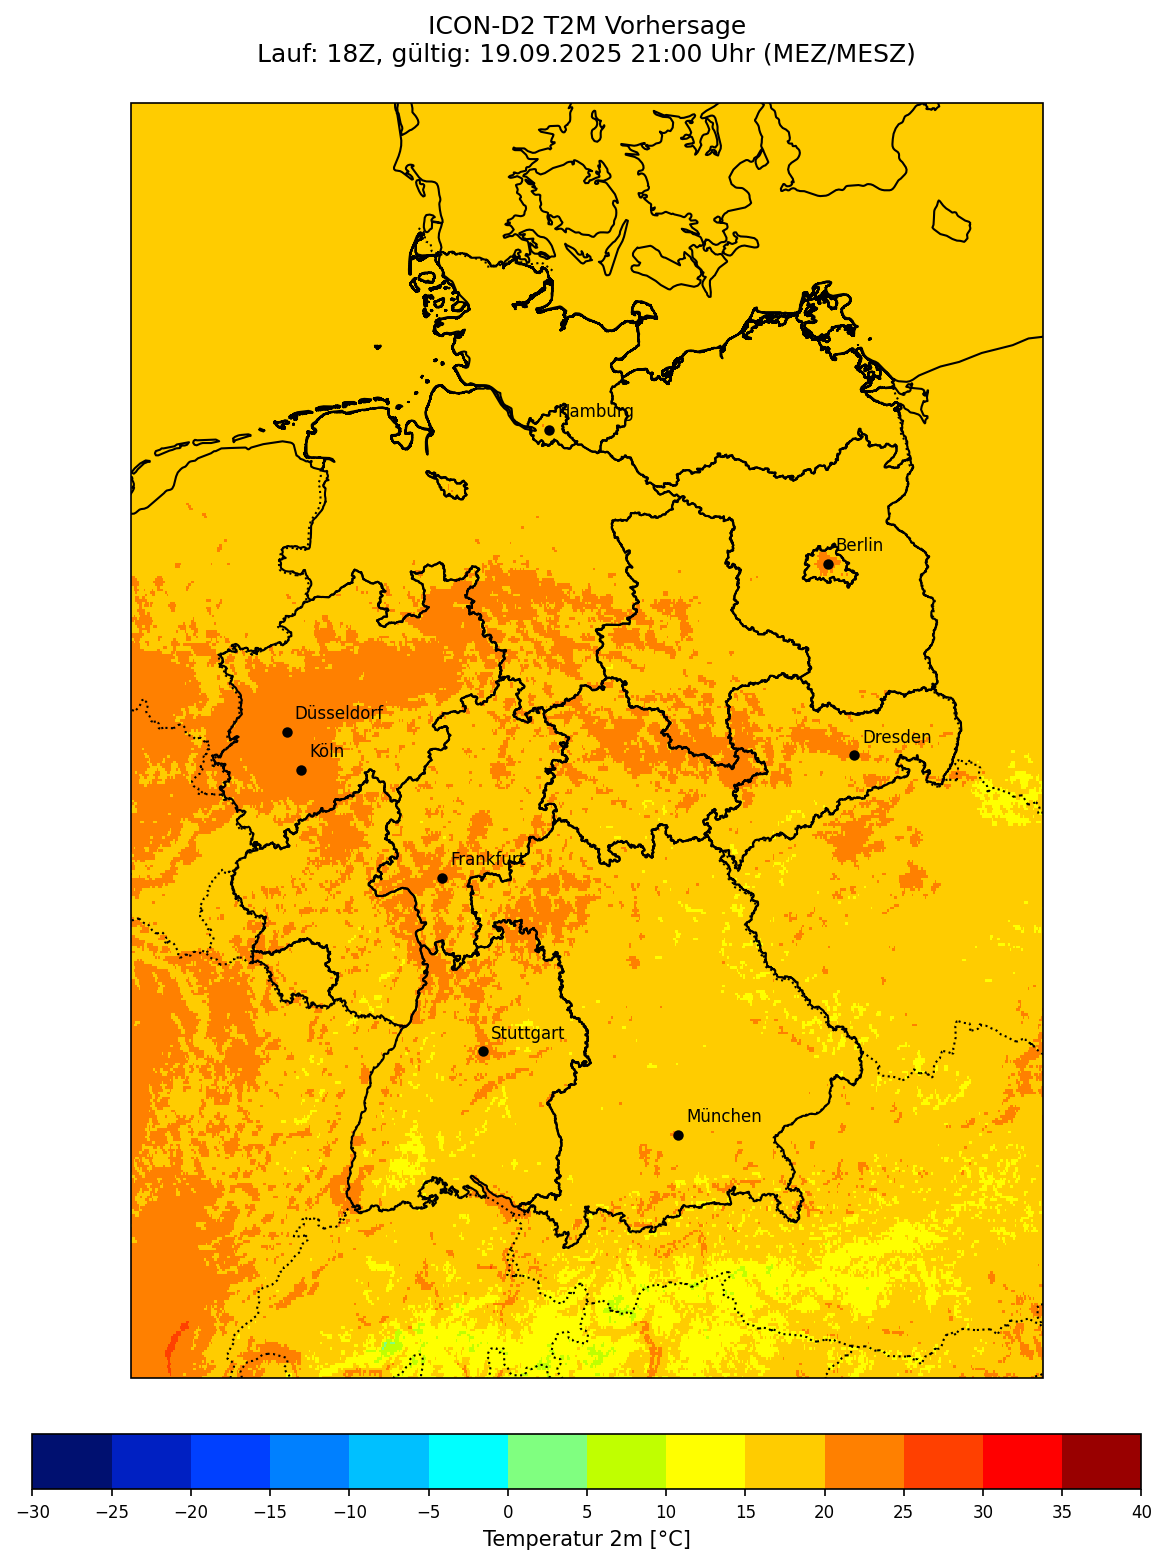 ICON-D2 T2M Vorhersage
Lauf: 18Z, gültig: 19.09.2025 21:00 Uhr (MEZ/MESZ)
Hamburg
Berlin
Düsseldorf
Dresden
Köln
Frankfurt
Stuttgart
München
−30 −25 −20 −15 −10 −5 0 5 10 15 20 25 30 35 40
Temperatur 2m [°C]